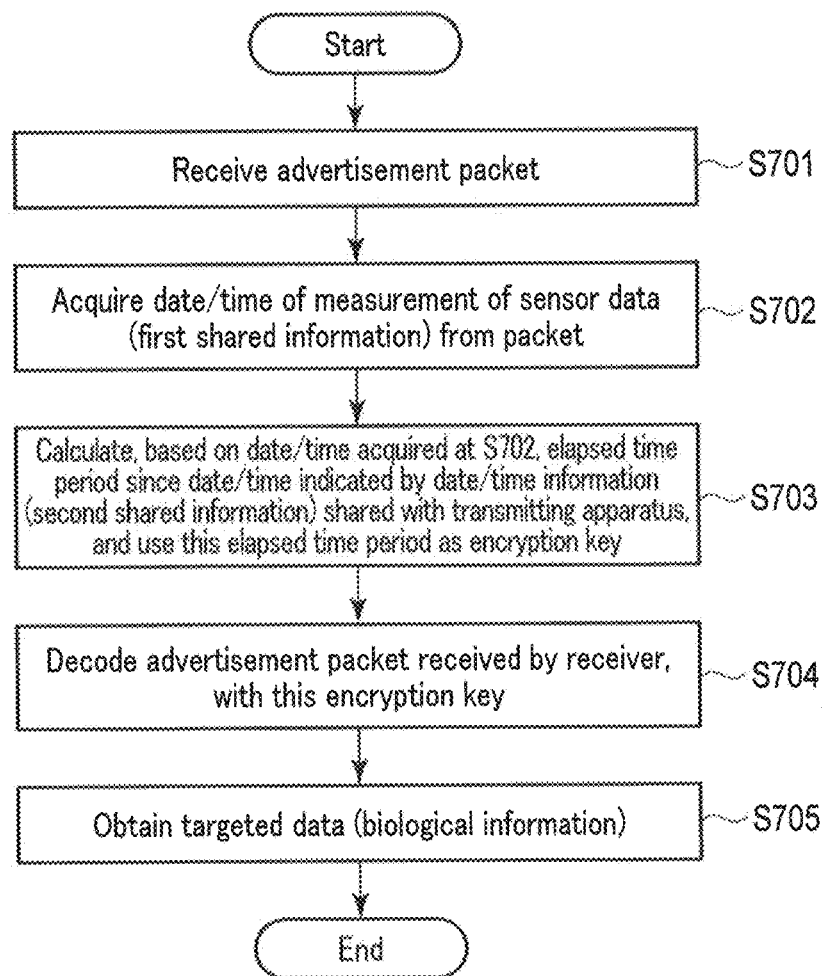 Start
Receive advertisement packet
S701
Acquire date/time of measurement of sensor data
(first shared information) from packet
S702
Calculate, based on date/time acquired at S702, elapsed time
period since date/time indicated by date/time information
(second shared information) shared with transmitting apparatus,
and use this elapsed time period as encryption key
S703
Decode advertisement packet received by receiver,
with this encryption key
S704
Obtain targeted data (biological information)
S705
End